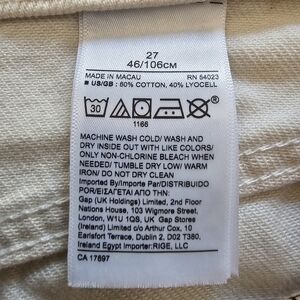 27
46/106CM
MADE IN MACAU RN 54023
■ US/GB : 60% COTTON, 40% LYOCELL
30
1166
MACHINE WASH COLD/ WASH AND
DRY INSIDE OUT WITH LIKE COLORS/
ONLY NON-CHLORINE BLEACH WHEN
NEEDED/ TUMBLE DRY LOW/ WARM
IRON/ DO NOT DRY CLEAN
Imported By/Importe Par/DISTRIBUIDO
POR/ΕΙΣΑΓΕΤΑΙ ΑΠΟ ΤΗΝ:
Gap (UK Holdings) Limited, 2nd Floor
Nations House, 103 Wigmore Street,
London, W1U 1QS, UK Gap Stores
(Ireland) Limited c/o Arthur Cox, 10
Earlsfort Terrace, Dublin 2, D02 T380,
Ireland Egypt Importer:RIGE, LLC
CA 17897